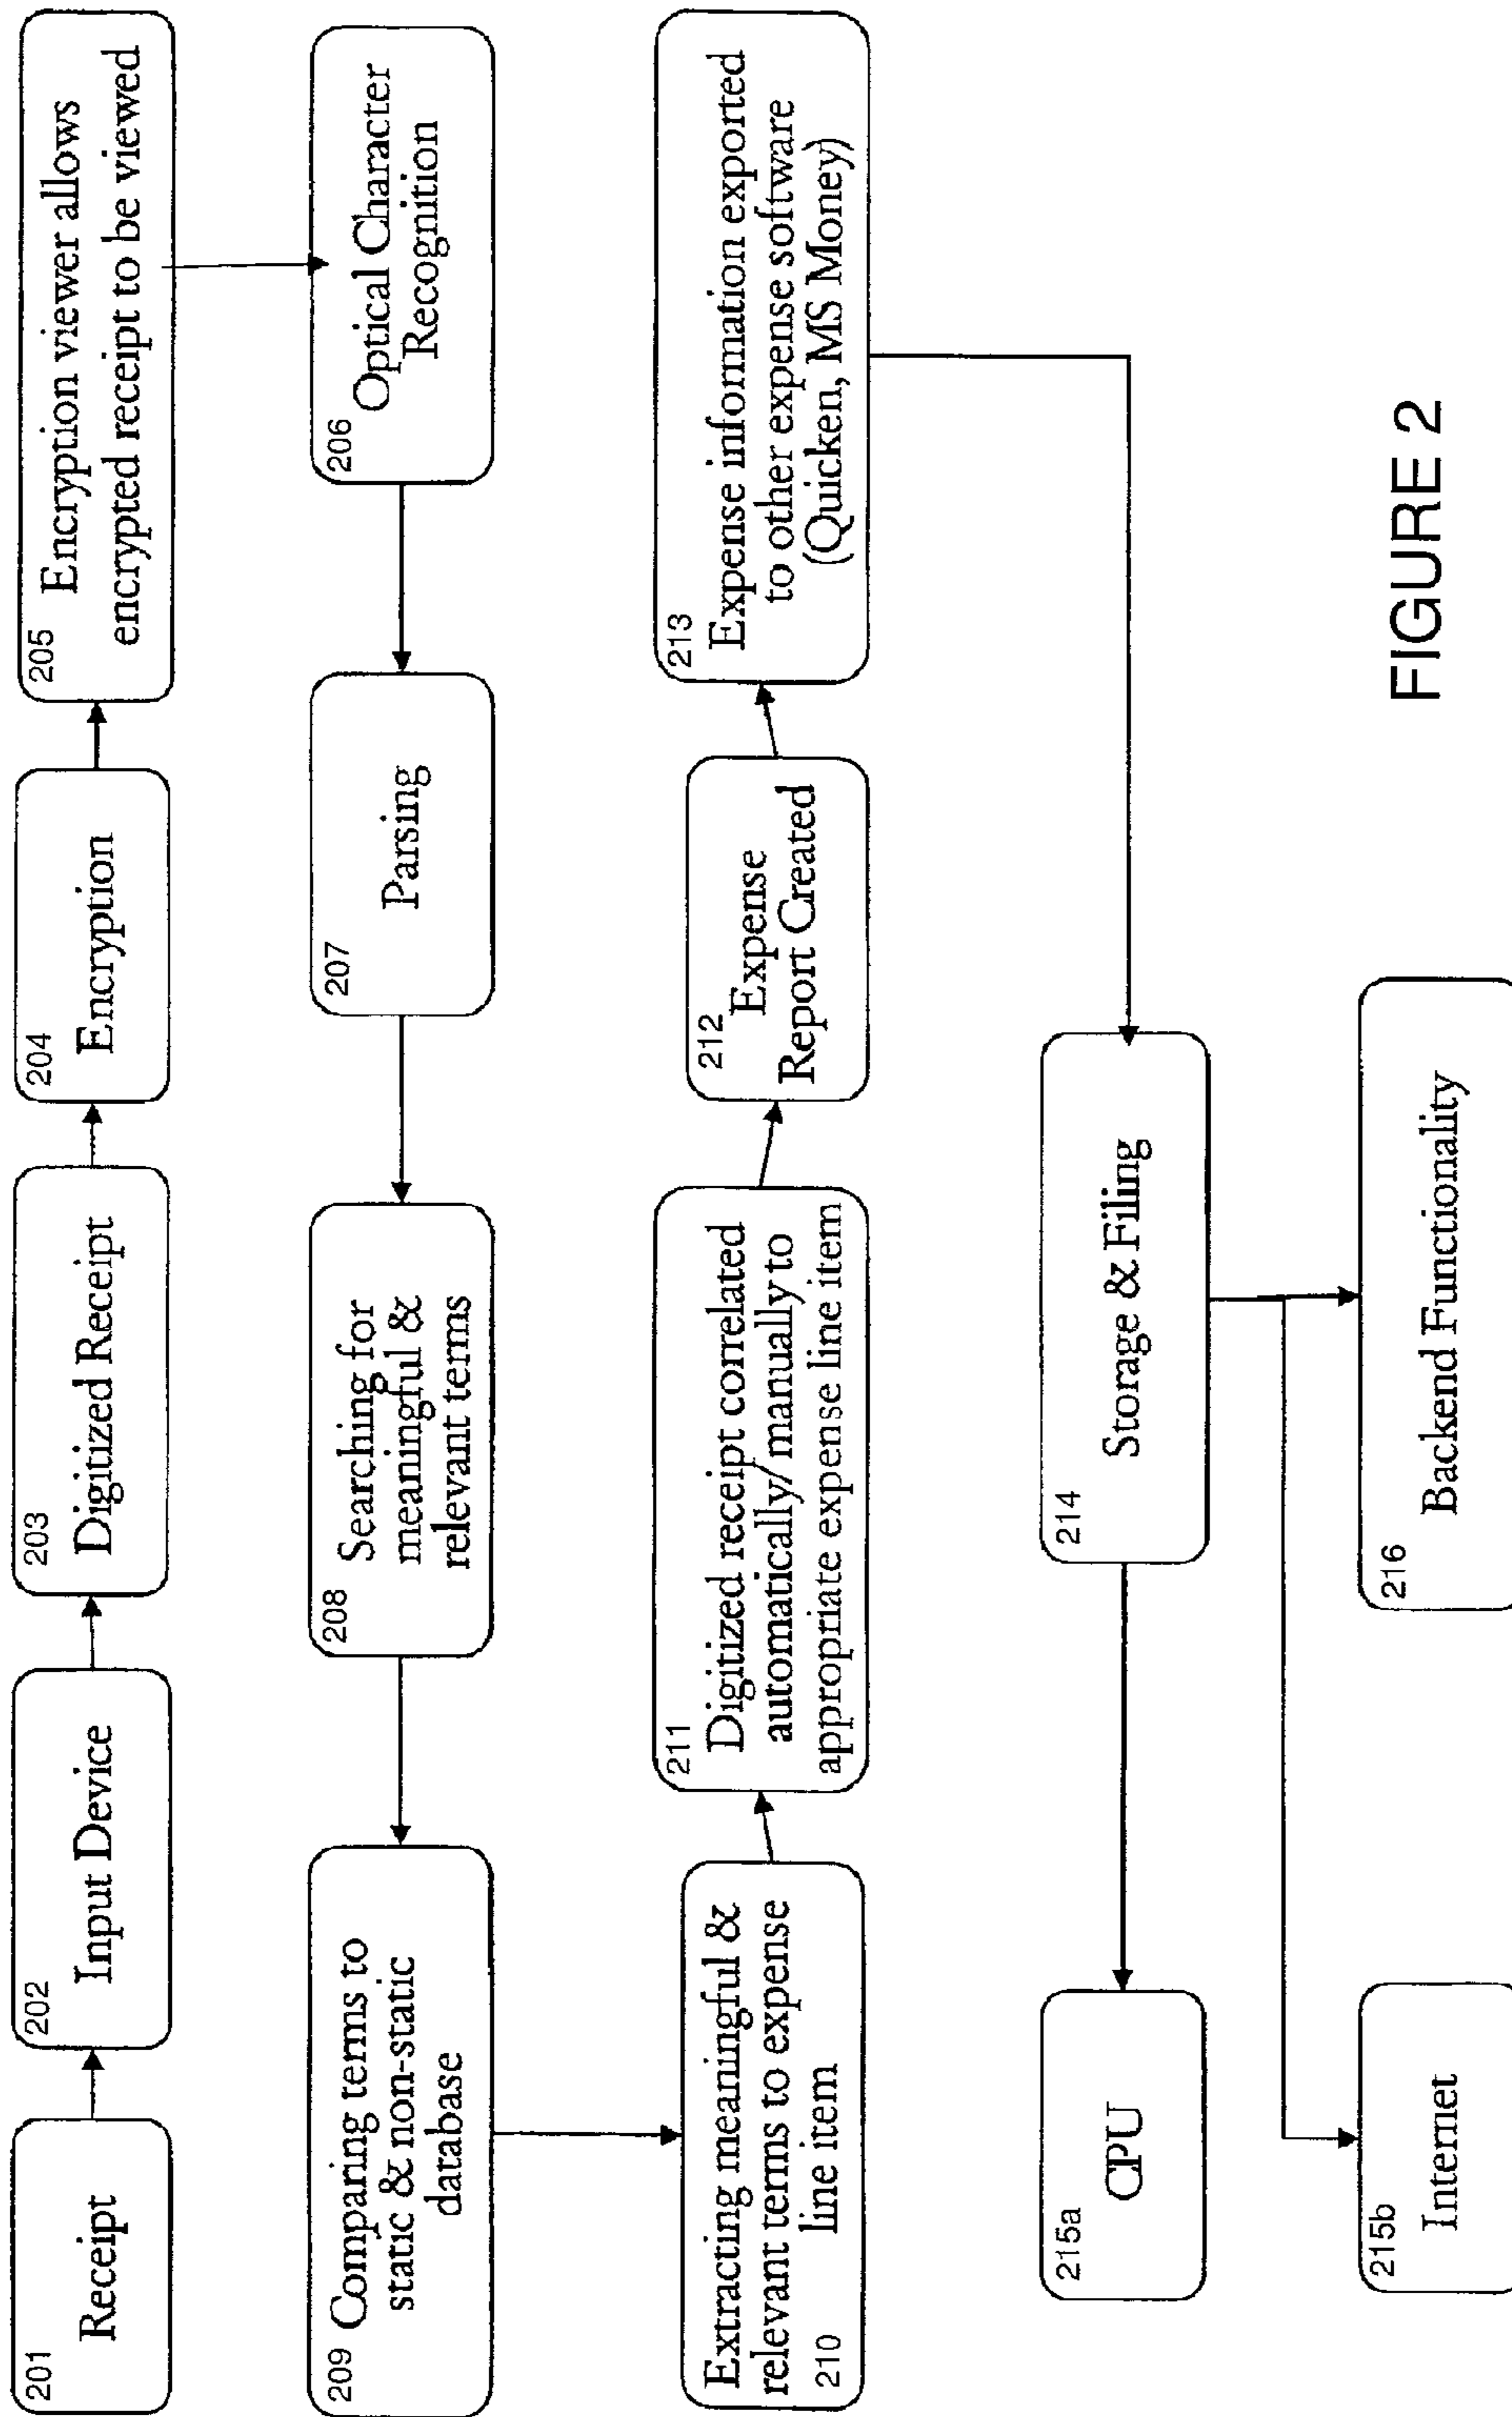 201
Receipt
202
Input Device
203
Digitized Receipt
204
Encryption
205
Encryption viewer allows
encrypted receipt to be viewed
206
Optical Character
Recognition
207
Parsing
208
Searching for
meaningful &
relevant terms
209
Comparing terms to
static & non-static
database
Extracting meaningful &
relevant terms to expense
210
line item
211
Digitized receipt correlated
automatically/manually to
appropriate expense line item
212
Expense
Report Created
213
Expense information exported
to other expense software
(Quicken, MS Money)
214
Storage & Filing
215a
CPU
215b
Internet
216
Backend Functionality
FIGURE 2